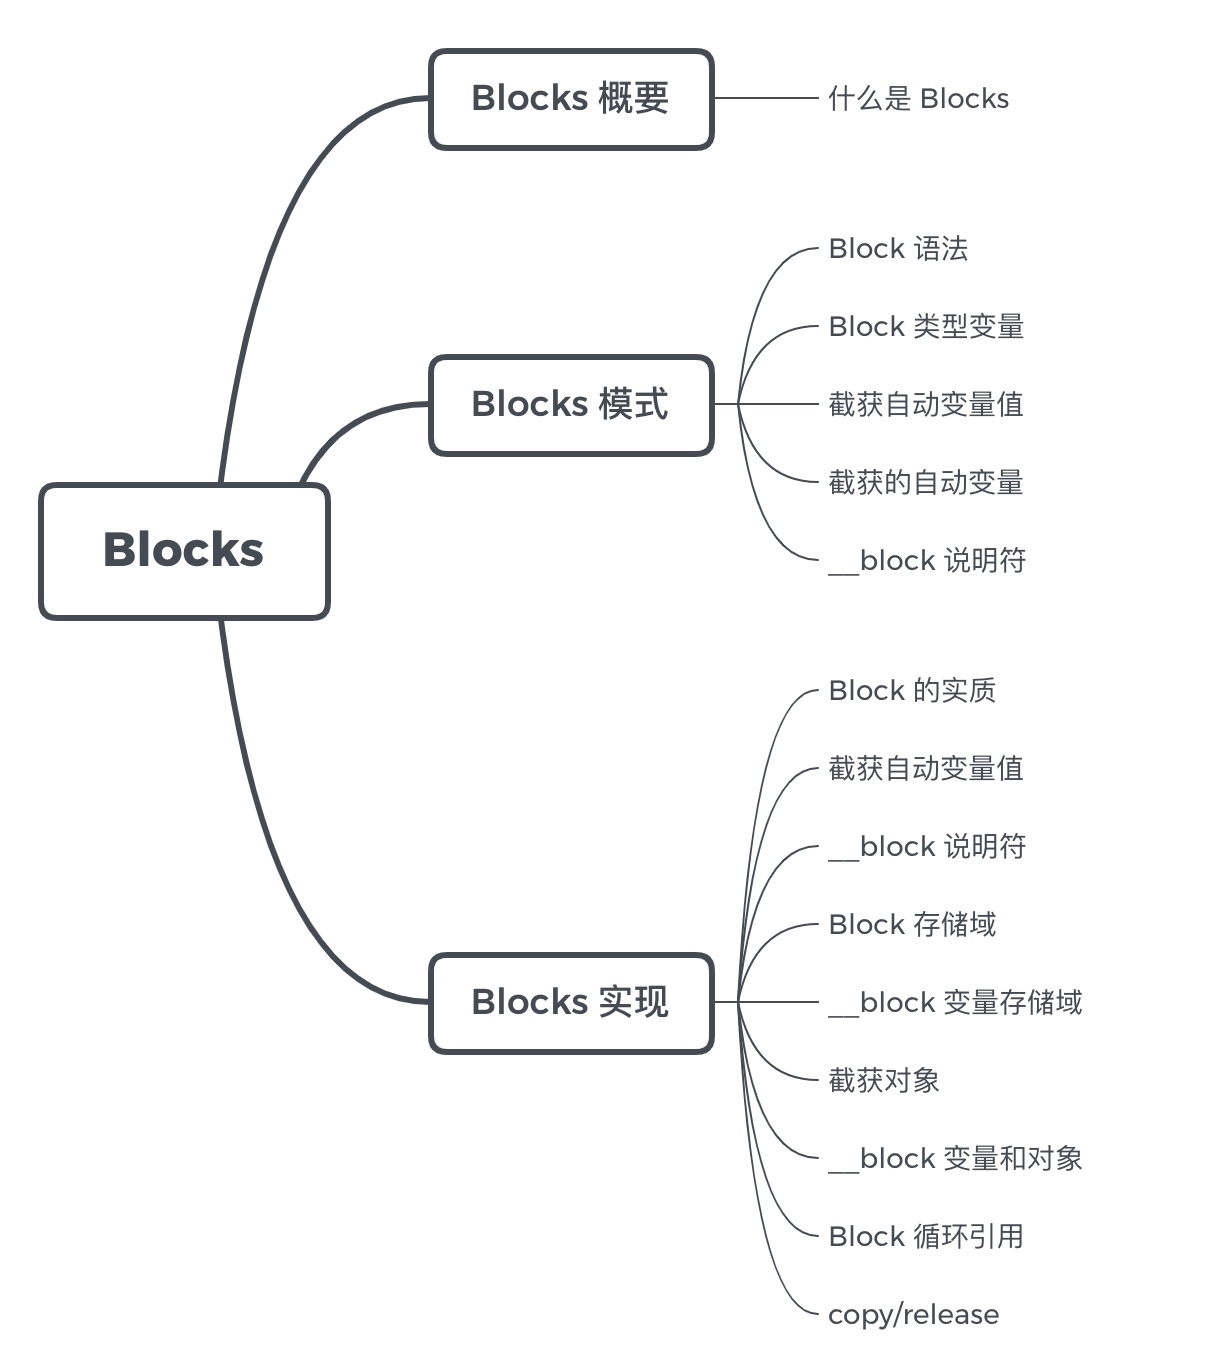 Blocks
Blocks 概要
什么是 Blocks
Blocks 模式
Block 语法
Block 类型变量
截获自动变量值
截获的自动变量
__block 说明符
Blocks 实现
Block 的实质
截获自动变量值
__block 说明符
Block 存储域
__block 变量存储域
截获对象
__block 变量和对象
Block 循环引用
copy/release